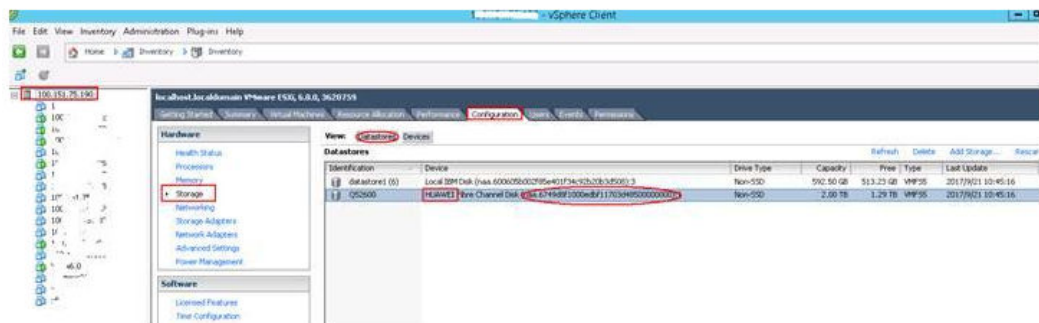 - vSphere Client
File Edit View Inventory Administration Plug-ins Help
Home Inventory Inventory
100.151.75.190
localhost.localdomain VMware ESXi, 6.0.0, 3620759
Getting Started Summary Virtual Machines Resource Allocation Performance Configuration Users Events Permissions
Hardware
Health Status
Processors
Memory
Storage
Networking
Storage Adapters
Network Adapters
Advanced Settings
Power Management
Software
Licensed Features
Time Configuration
View: Datastores Devices
Datastores
Refresh Delete Add Storage... Rescan
Identification Device Drive Type Capacity Free Type Last Update
datastore1 (6) Local IBM Disk Non-SSD 592.50 GB 513.23 GB VMFS5 2017/9/21 10:45:16
QS2600 HUAWEI Fibre Channel Disk Non-SSD 2.00 TB 1.29 TB VMFS5 2017/9/21 10:45:16